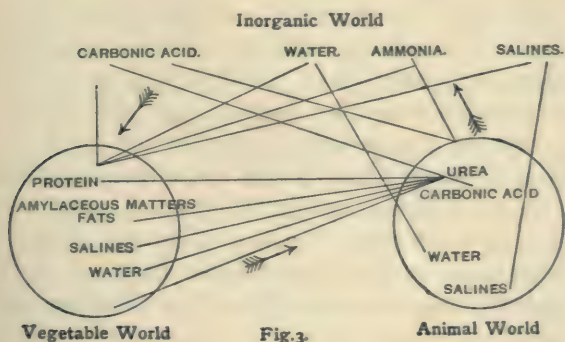 Inorganic World
CARBONIC ACID. WATER. AMMONIA. SALINES.
PROTEIN
AMYLACEOUS MATTERS
FATS
SALINES
WATER
UREA
CARBONIC ACID
WATER
SALINES
Vegetable World Fig.3. Animal World